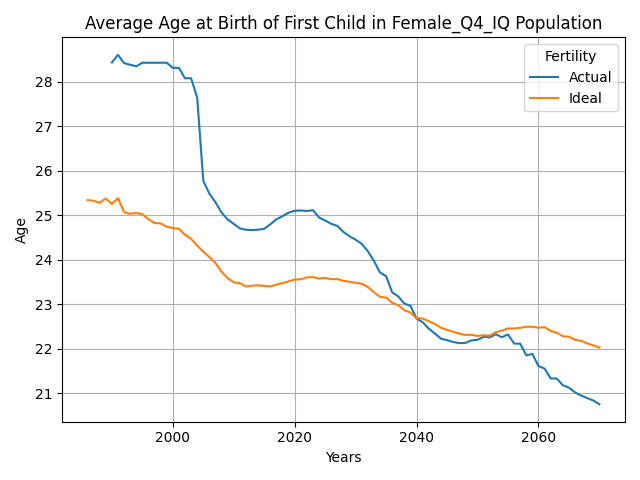 Average Age at Birth of First Child in Female_Q4_IQ Population
Fertility
Actual
Ideal
Age
28
27
26
25
24
23
22
21
2000
2020
2040
2060
Years